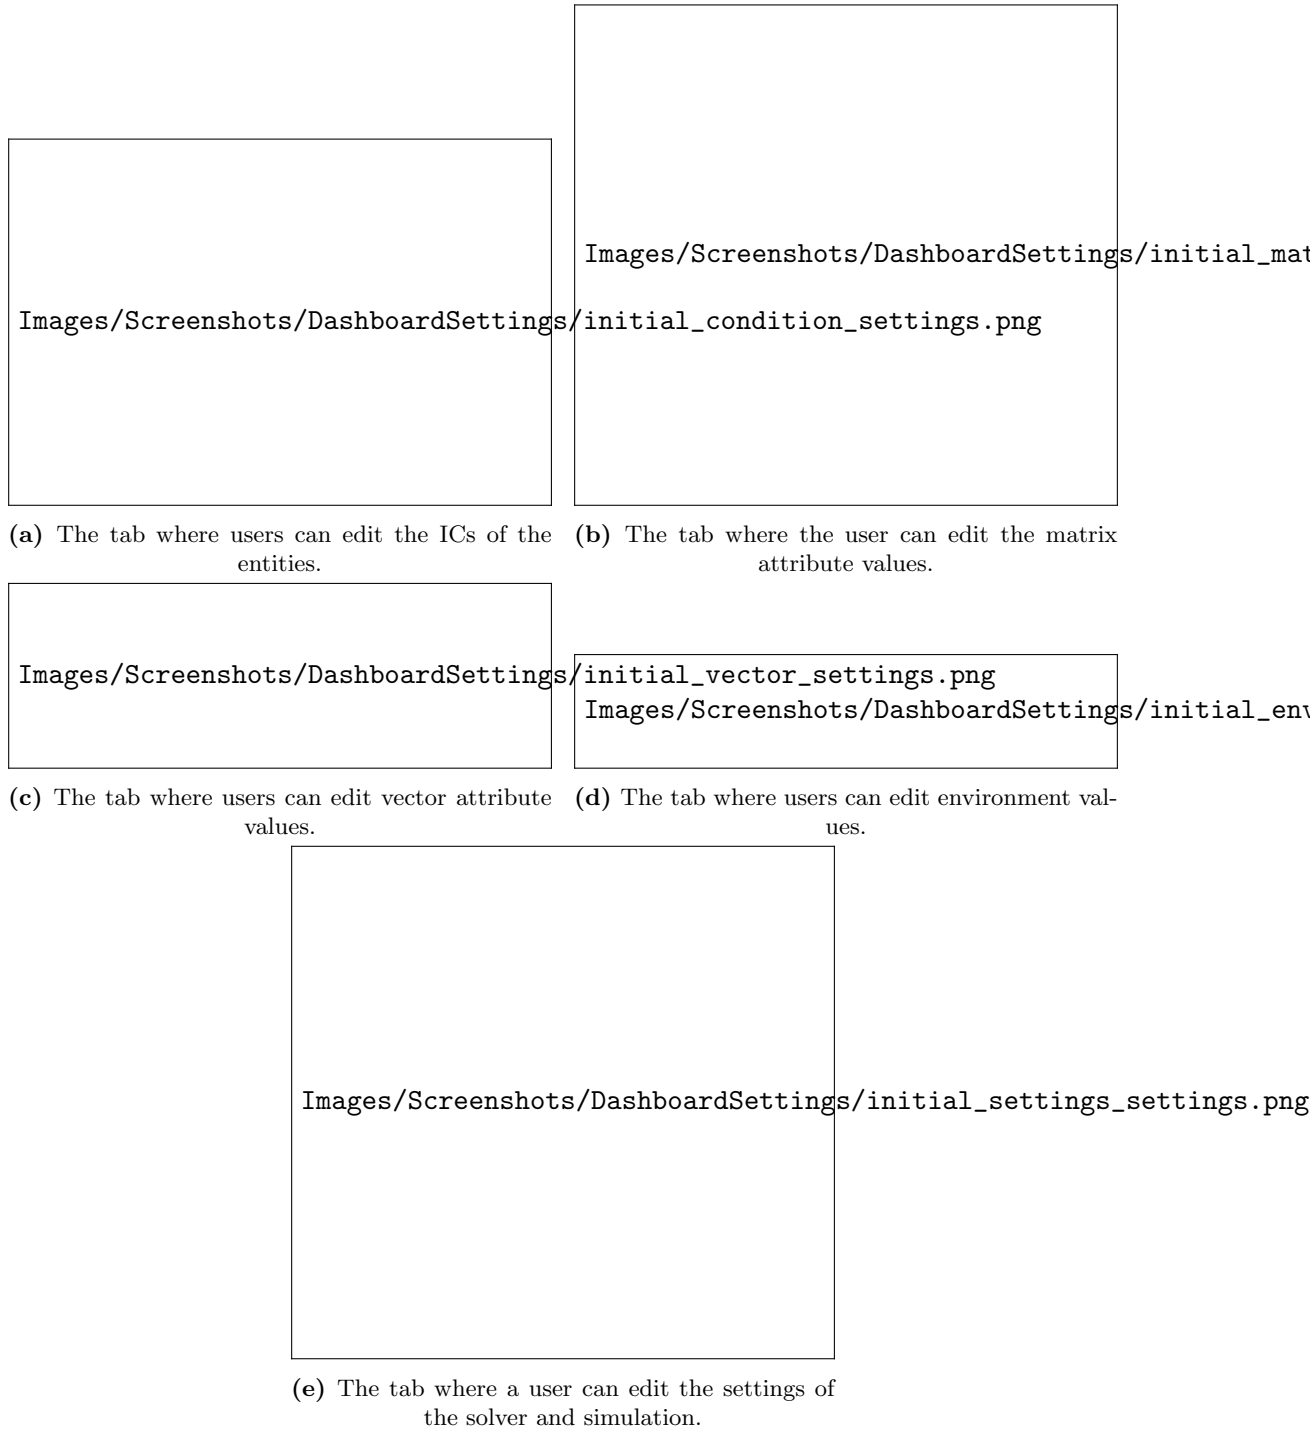 Images/Screenshots/DashboardSettings/initial_mat
Images/Screenshots/DashboardSettings/initial_condition_settings.png
(a) The tab where users can edit the ICs of the
entities.
(b) The tab where the user can edit the matrix
attribute values.
Images/Screenshots/DashboardSettings/initial_vector_settings.png
Images/Screenshots/DashboardSettings/initial_env
(c) The tab where users can edit vector attribute
values.
(d) The tab where users can edit environment val-
ues.
Images/Screenshots/DashboardSettings/initial_settings_settings.png
(e) The tab where a user can edit the settings of
the solver and simulation.